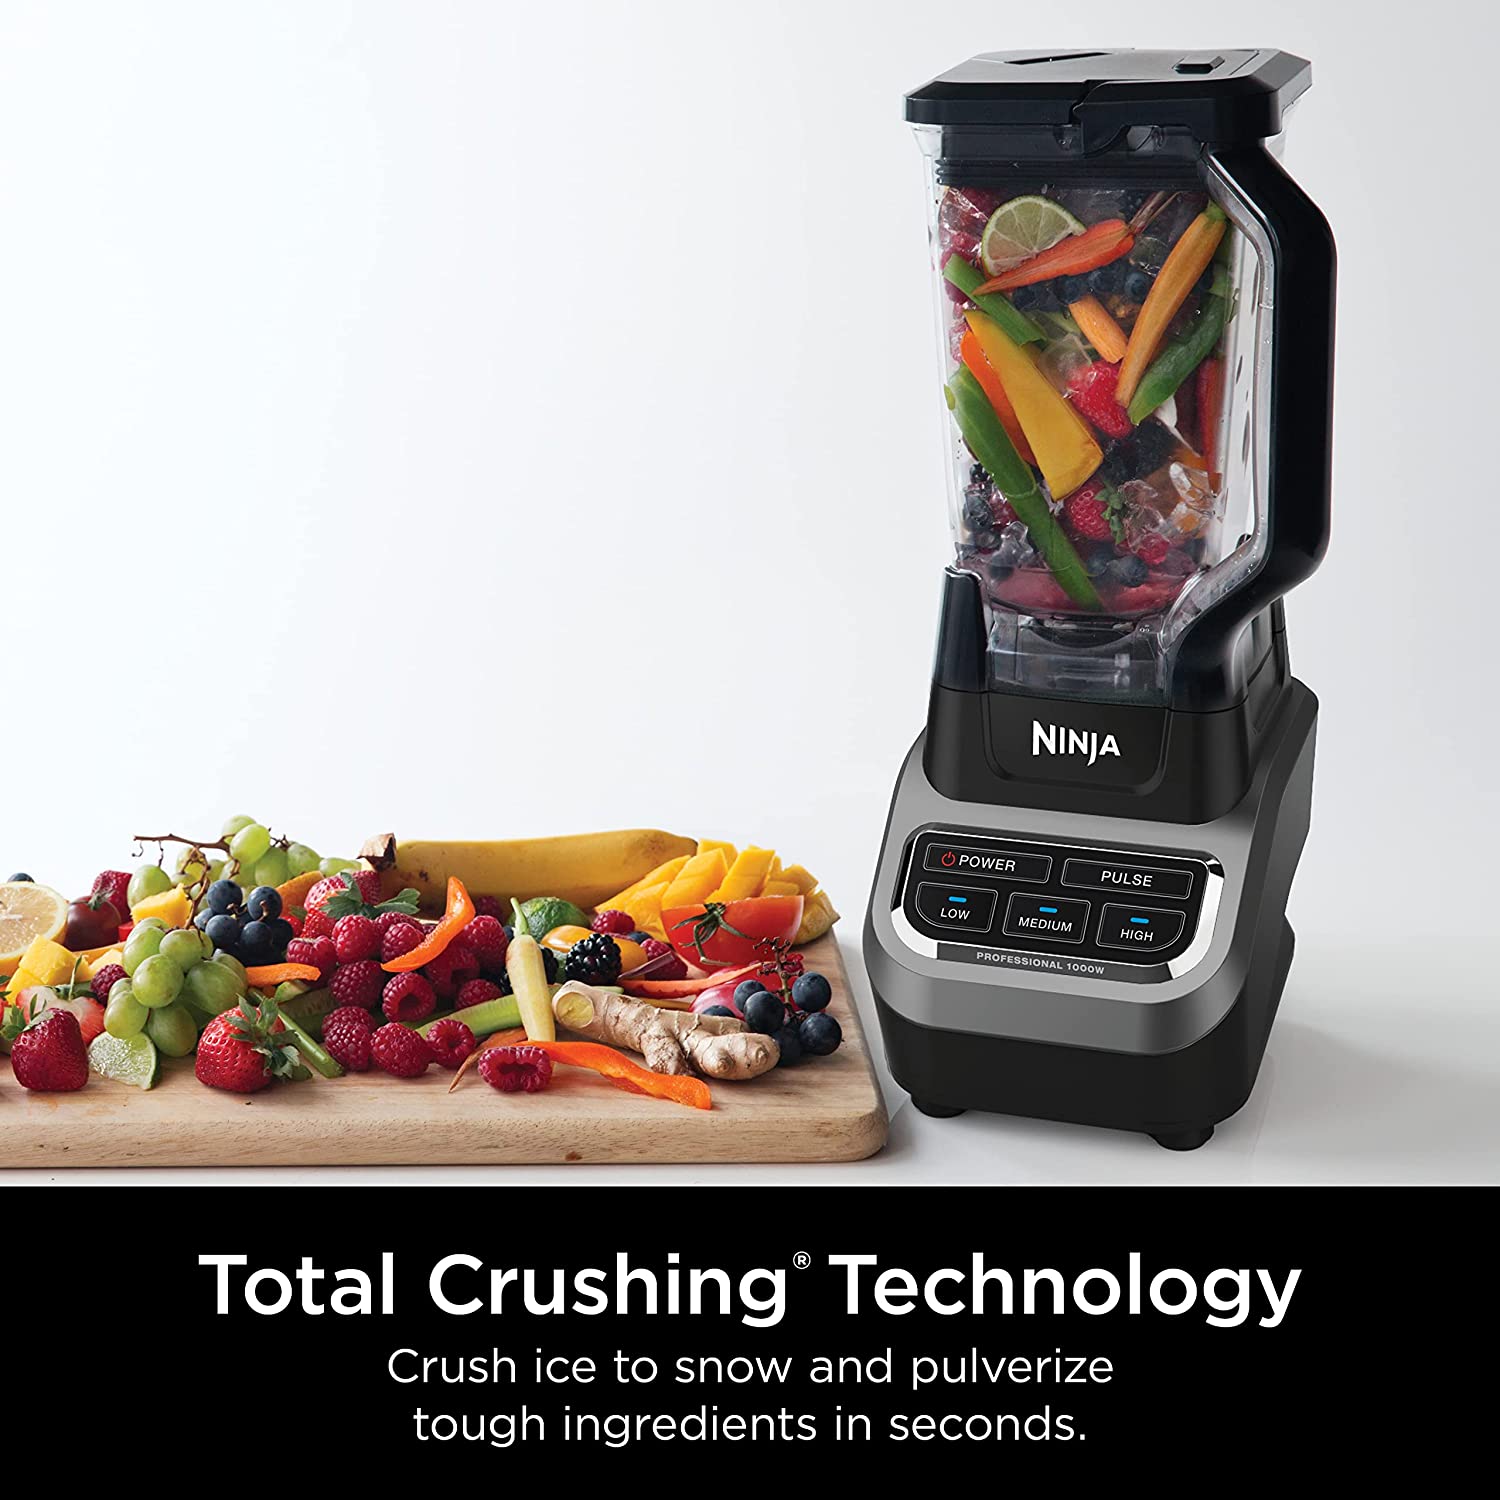 NINJA
POWER
PULSE
LOW
MEDIUM
HIGH
PROFESSIONAL 1000W
Total Crushing® Technology
Crush ice to snow and pulverize
tough ingredients in seconds.